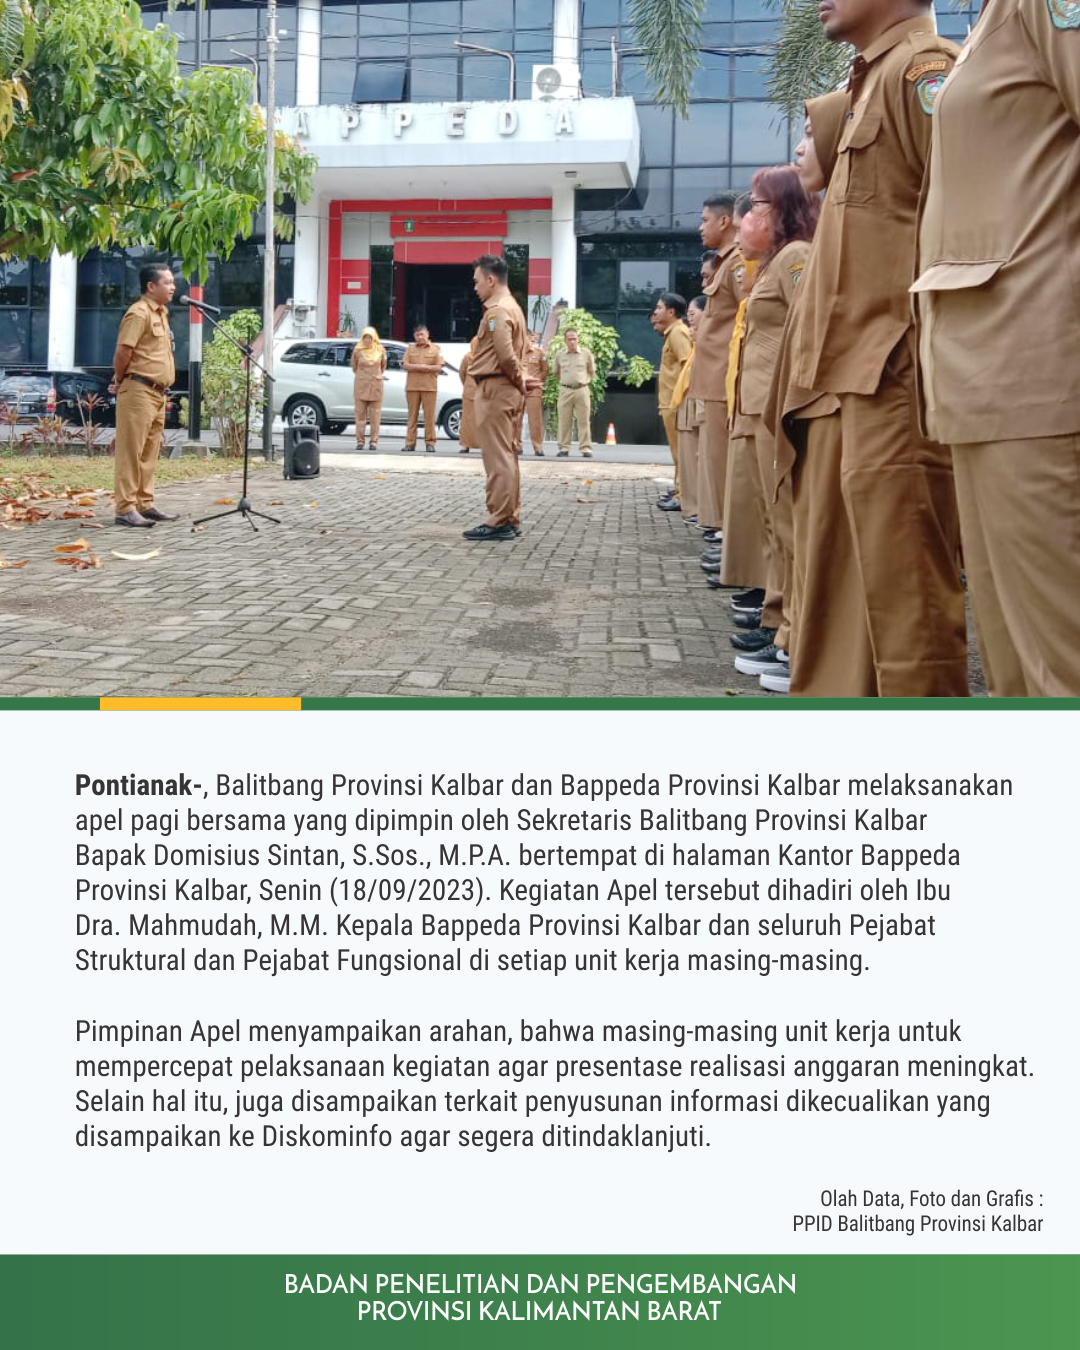 APPEDA
Pontianak-, Balitbang Provinsi Kalbar dan Bappeda Provinsi Kalbar melaksanakan
apel pagi bersama yang dipimpin oleh Sekretaris Balitbang Provinsi Kalbar
Bapak Domisius Sintan, S.Sos., M.P.A. bertempat di halaman Kantor Bappeda
Provinsi Kalbar, Senin (18/09/2023). Kegiatan Apel tersebut dihadiri oleh Ibu
Dra. Mahmudah, M.M. Kepala Bappeda Provinsi Kalbar dan seluruh Pejabat
Struktural dan Pejabat Fungsional di setiap unit kerja masing-masing.
Pimpinan Apel menyampaikan arahan, bahwa masing-masing unit kerja untuk
mempercepat pelaksanaan kegiatan agar presentase realisasi anggaran meningkat.
Selain hal itu, juga disampaikan terkait penyusunan informasi dikecualikan yang
disampaikan ke Diskominfo agar segera ditindaklanjuti.
Olah Data, Foto dan Grafis :
PPID Balitbang Provinsi Kalbar
BADAN PENELITIAN DAN PENGEMBANGAN
PROVINSI KALIMANTAN BARAT